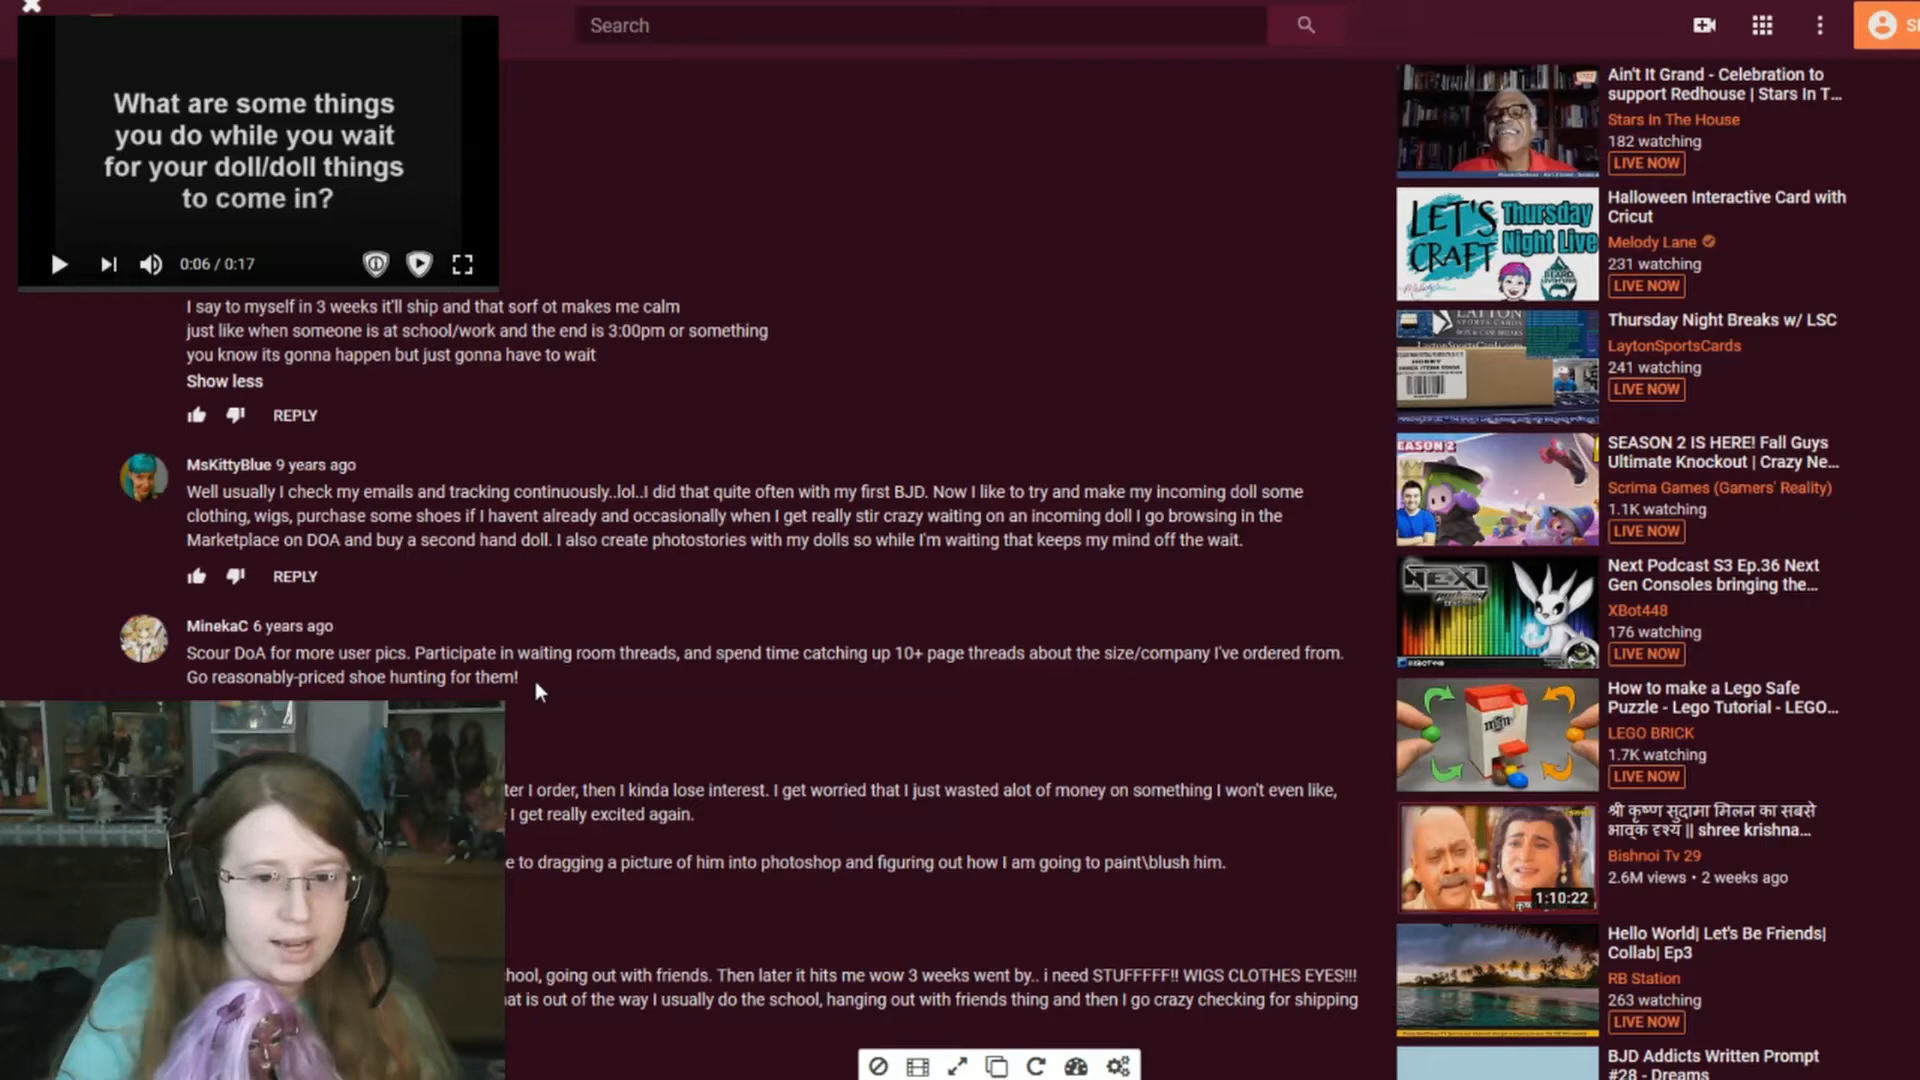 Search
What are some things
you do while you wait
for your doll/doll things
to come in?
0:06 / 0:17
I say to myself in 3 weeks it'll ship and that sorf ot makes me calm
just like when someone is at school/work and the end is 3:00pm or something
you know its gonna happen but just gonna have to wait
Show less
REPLY
MsKittyBlue 9 years ago
Well usually I check my emails and tracking continuously..lol..I did that quite often with my first BJD. Now I like to try and make my incoming doll some
clothing, wigs, purchase some shoes if I havent already and occasionally when I get really stir crazy waiting on an incoming doll I go browsing in the
Marketplace on DOA and buy a second hand doll. I also create photostories with my dolls so while I'm waiting that keeps my mind off the wait.
REPLY
MinekaC 6 years ago
Scour DoA for more user pics. Participate in waiting room threads, and spend time catching up 10+ page threads about the size/company I've ordered from.
Go reasonably-priced shoe hunting for them!
ter I order, then I kinda lose interest. I get worried that I just wasted alot of money on something I won't even like,
I get really excited again.
e to dragging a picture of him into photoshop and figuring out how I am going to paint\blush him.
hool, going out with friends. Then later it hits me wow 3 weeks went by.. i need STUFFFFF!! WIGS CLOTHES EYES!!!
at is out of the way I usually do the school, hanging out with friends thing and then I go crazy checking for shipping
Ain't It Grand - Celebration to
support Redhouse | Stars In T...
Stars In The House
182 watching
LIVE NOW
LET'S
CRAFT
Thursday
Night Live
Halloween Interactive Card with
Cricut
Melody Lane
231 watching
LIVE NOW
LAYTON
SPORTS CARDS
Thursday Night Breaks w/ LSC
LaytonSportsCards
241 watching
LIVE NOW
EASON 2
SEASON 2 IS HERE! Fall Guys
Ultimate Knockout | Crazy Ne...
Scrima Games (Gamers' Reality)
1.1K watching
LIVE NOW
NEXT
Next Podcast S3 Ep.36 Next
Gen Consoles bringing the...
XBot448
176 watching
LIVE NOW
How to make a Lego Safe
Puzzle - Lego Tutorial - LEGO...
LEGO BRICK
1.7K watching
LIVE NOW
1:10:22
श्री कृष्ण सुदामा मिलन का सबसे
भावुक दृश्य || shree krishna...
Bishnoi Tv 29
2.6M views • 2 weeks ago
Hello World| Let's Be Friends|
Collab| Ep3
RB Station
263 watching
LIVE NOW
BJD Addicts Written Prompt
#28 - Dreams